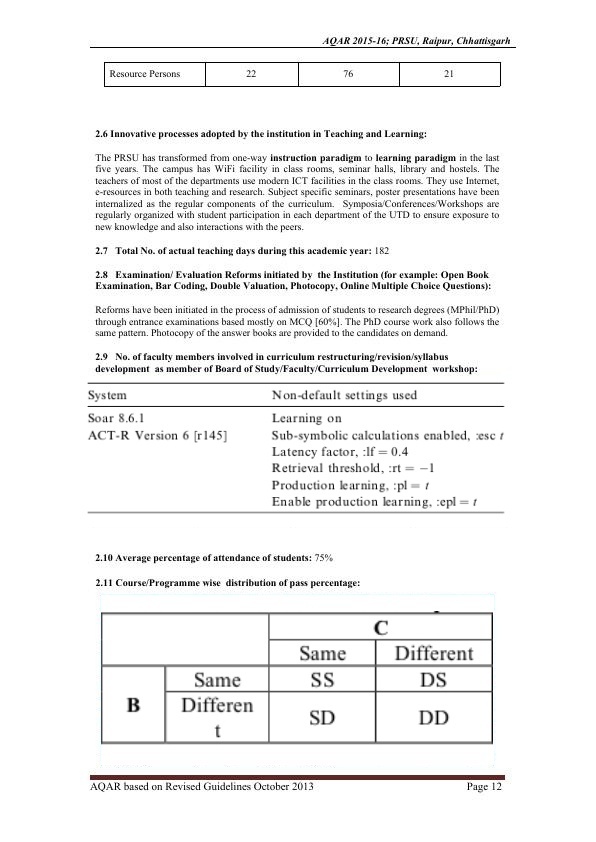 AQAR 2015-16; PRSU, Raipur, Chhattisgarh
Resource Persons 22 76 21
2.6 Innovative processes adopted by the institution in Teaching and Learning:
The PRSU has transformed from one-way instruction paradigm to learning paradigm in the last
five years. The campus has WiFi facility in class rooms, seminar halls, library and hostels. The
teachers of most of the departments use modern ICT facilities in the class rooms. They use Internet,
e-resources in both teaching and research. Subject specific seminars, poster presentations have been
internalized as the regular components of the curriculum. Symposia/Conferences/Workshops are
regularly organized with student participation in each department of the UTD to ensure exposure to
new knowledge and also interactions with the peers.
2.7 Total No. of actual teaching days during this academic year: 182
2.8 Examination/ Evaluation Reforms initiated by the Institution (for example: Open Book
Examination, Bar Coding, Double Valuation, Photocopy, Online Multiple Choice Questions):
Reforms have been initiated in the process of admission of students to research degrees (MPhil/PhD)
through entrance examinations based mostly on MCQ [60%]. The PhD course work also follows the
same pattern. Photocopy of the answer books are provided to the candidates on demand.
2.9 No. of faculty members involved in curriculum restructuring/revision/syllabus
development as member of Board of Study/Faculty/Curriculum Development workshop:
System Non-default settings used
Soar 8.6.1 Learning on
ACT-R Version 6 [r145] Sub-symbolic calculations enabled, :esc t
Latency factor, :lf = 0.4
Retrieval threshold, :rt = −1
Production learning, :pl = t
Enable production learning, :epl = t
2.10 Average percentage of attendance of students: 75%
2.11 Course/Programme wise distribution of pass percentage:
C
Same Different
Same SS DS
B Differen SD DD
t
AQAR based on Revised Guidelines October 2013 Page 12